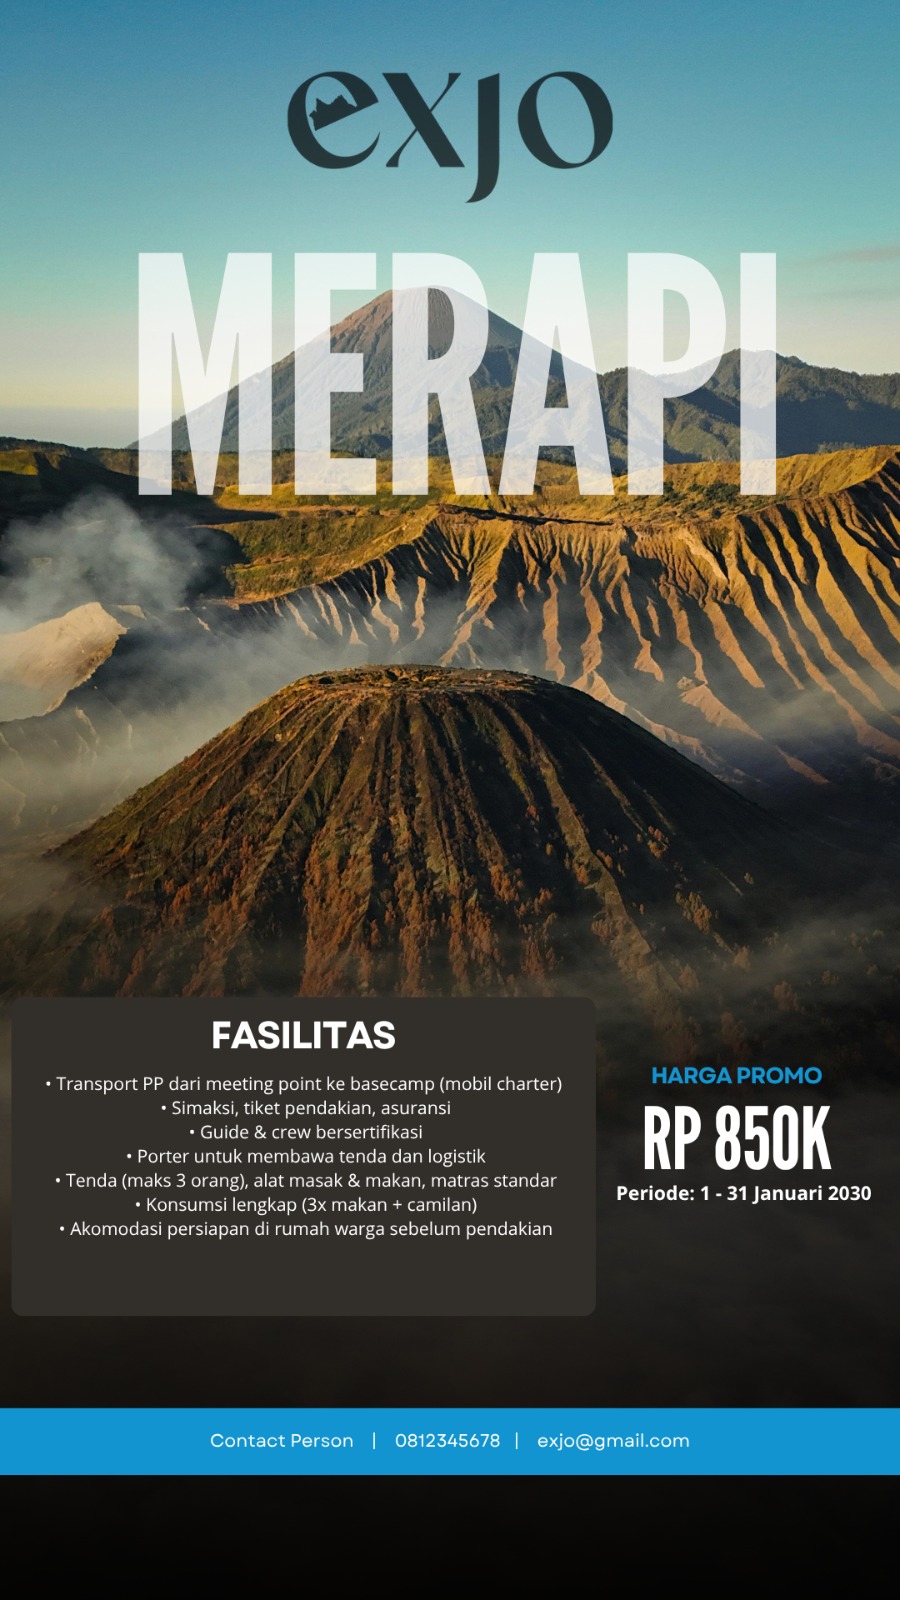 exjo
MERAPI
FASILITAS
• Transport PP dari meeting point ke basecamp (mobil charter)
• Simaksi, tiket pendakian, asuransi
• Guide & crew bersertifikasi
• Porter untuk membawa tenda dan logistik
• Tenda (maks 3 orang), alat masak & makan, matras standar
• Konsumsi lengkap (3x makan + camilan)
• Akomodasi persiapan di rumah warga sebelum pendakian
HARGA PROMO
RP 850K
Periode: 1 - 31 Januari 2030
Contact Person | 0812345678 | exjo@gmail.com